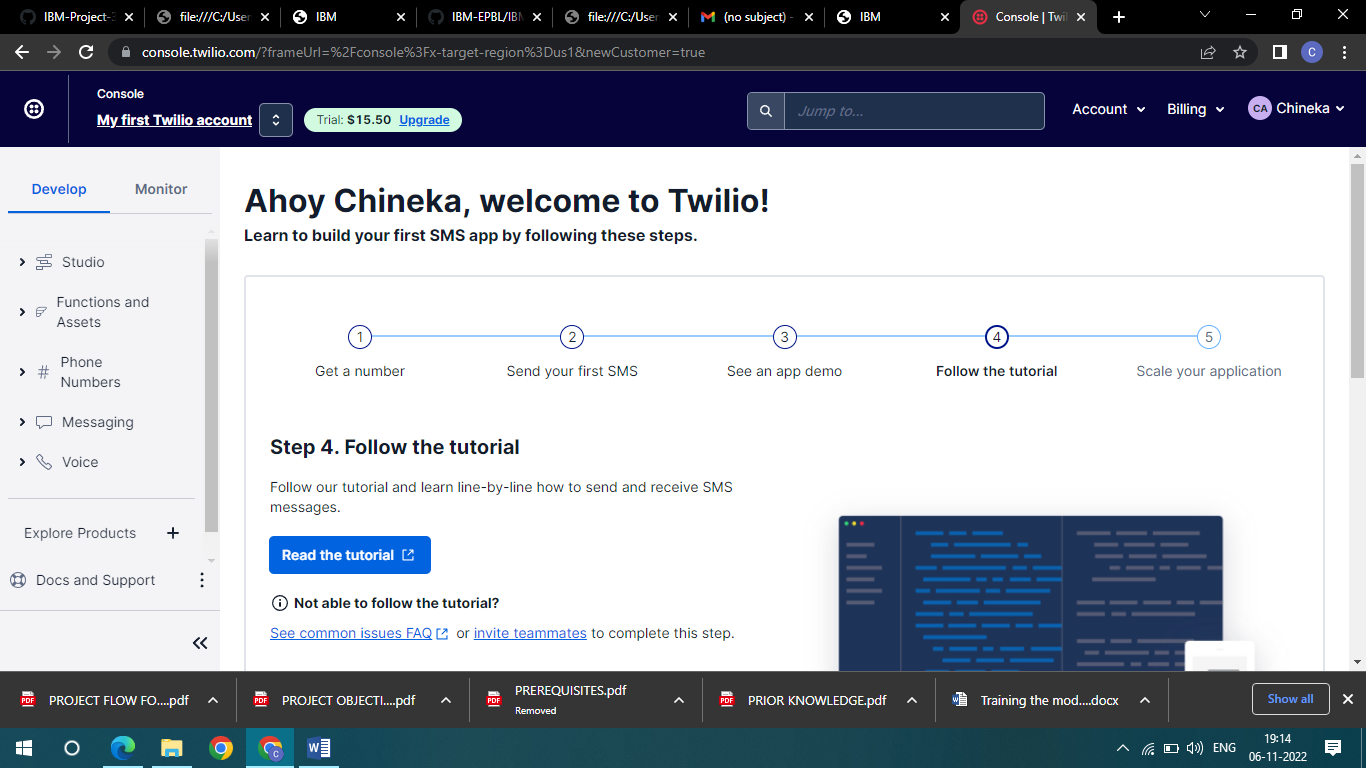 IBM-Project-3
file:///C:/User
IBM
IBM-EPBL/IBM
file:///C:/User
(no subject) -
IBM
Console | Twil
console.twilio.com/?frameUrl=%2Fconsole%3Fx-target-region%3Dus1&newCustomer=true
C
Console
My first Twilio account
Trial: $15.50 Upgrade
Jump to...
Account
Billing
CA Chineka
Develop
Monitor
Studio
Functions and
Assets
Phone
Numbers
Messaging
Voice
Explore Products
Docs and Support
Ahoy Chineka, welcome to Twilio!
Learn to build your first SMS app by following these steps.
1
2
3
4
5
Get a number
Send your first SMS
See an app demo
Follow the tutorial
Scale your application
Step 4. Follow the tutorial
Follow our tutorial and learn line-by-line how to send and receive SMS
messages.
Read the tutorial
Not able to follow the tutorial?
See common issues FAQ or invite teammates to complete this step.
PDF PROJECT FLOW FO....pdf
PDF PROJECT OBJECTI....pdf
PDF PREREQUISITES.pdf
Removed
PDF PRIOR KNOWLEDGE.pdf
Training the mod....docx
Show all
ENG
19:14
06-11-2022